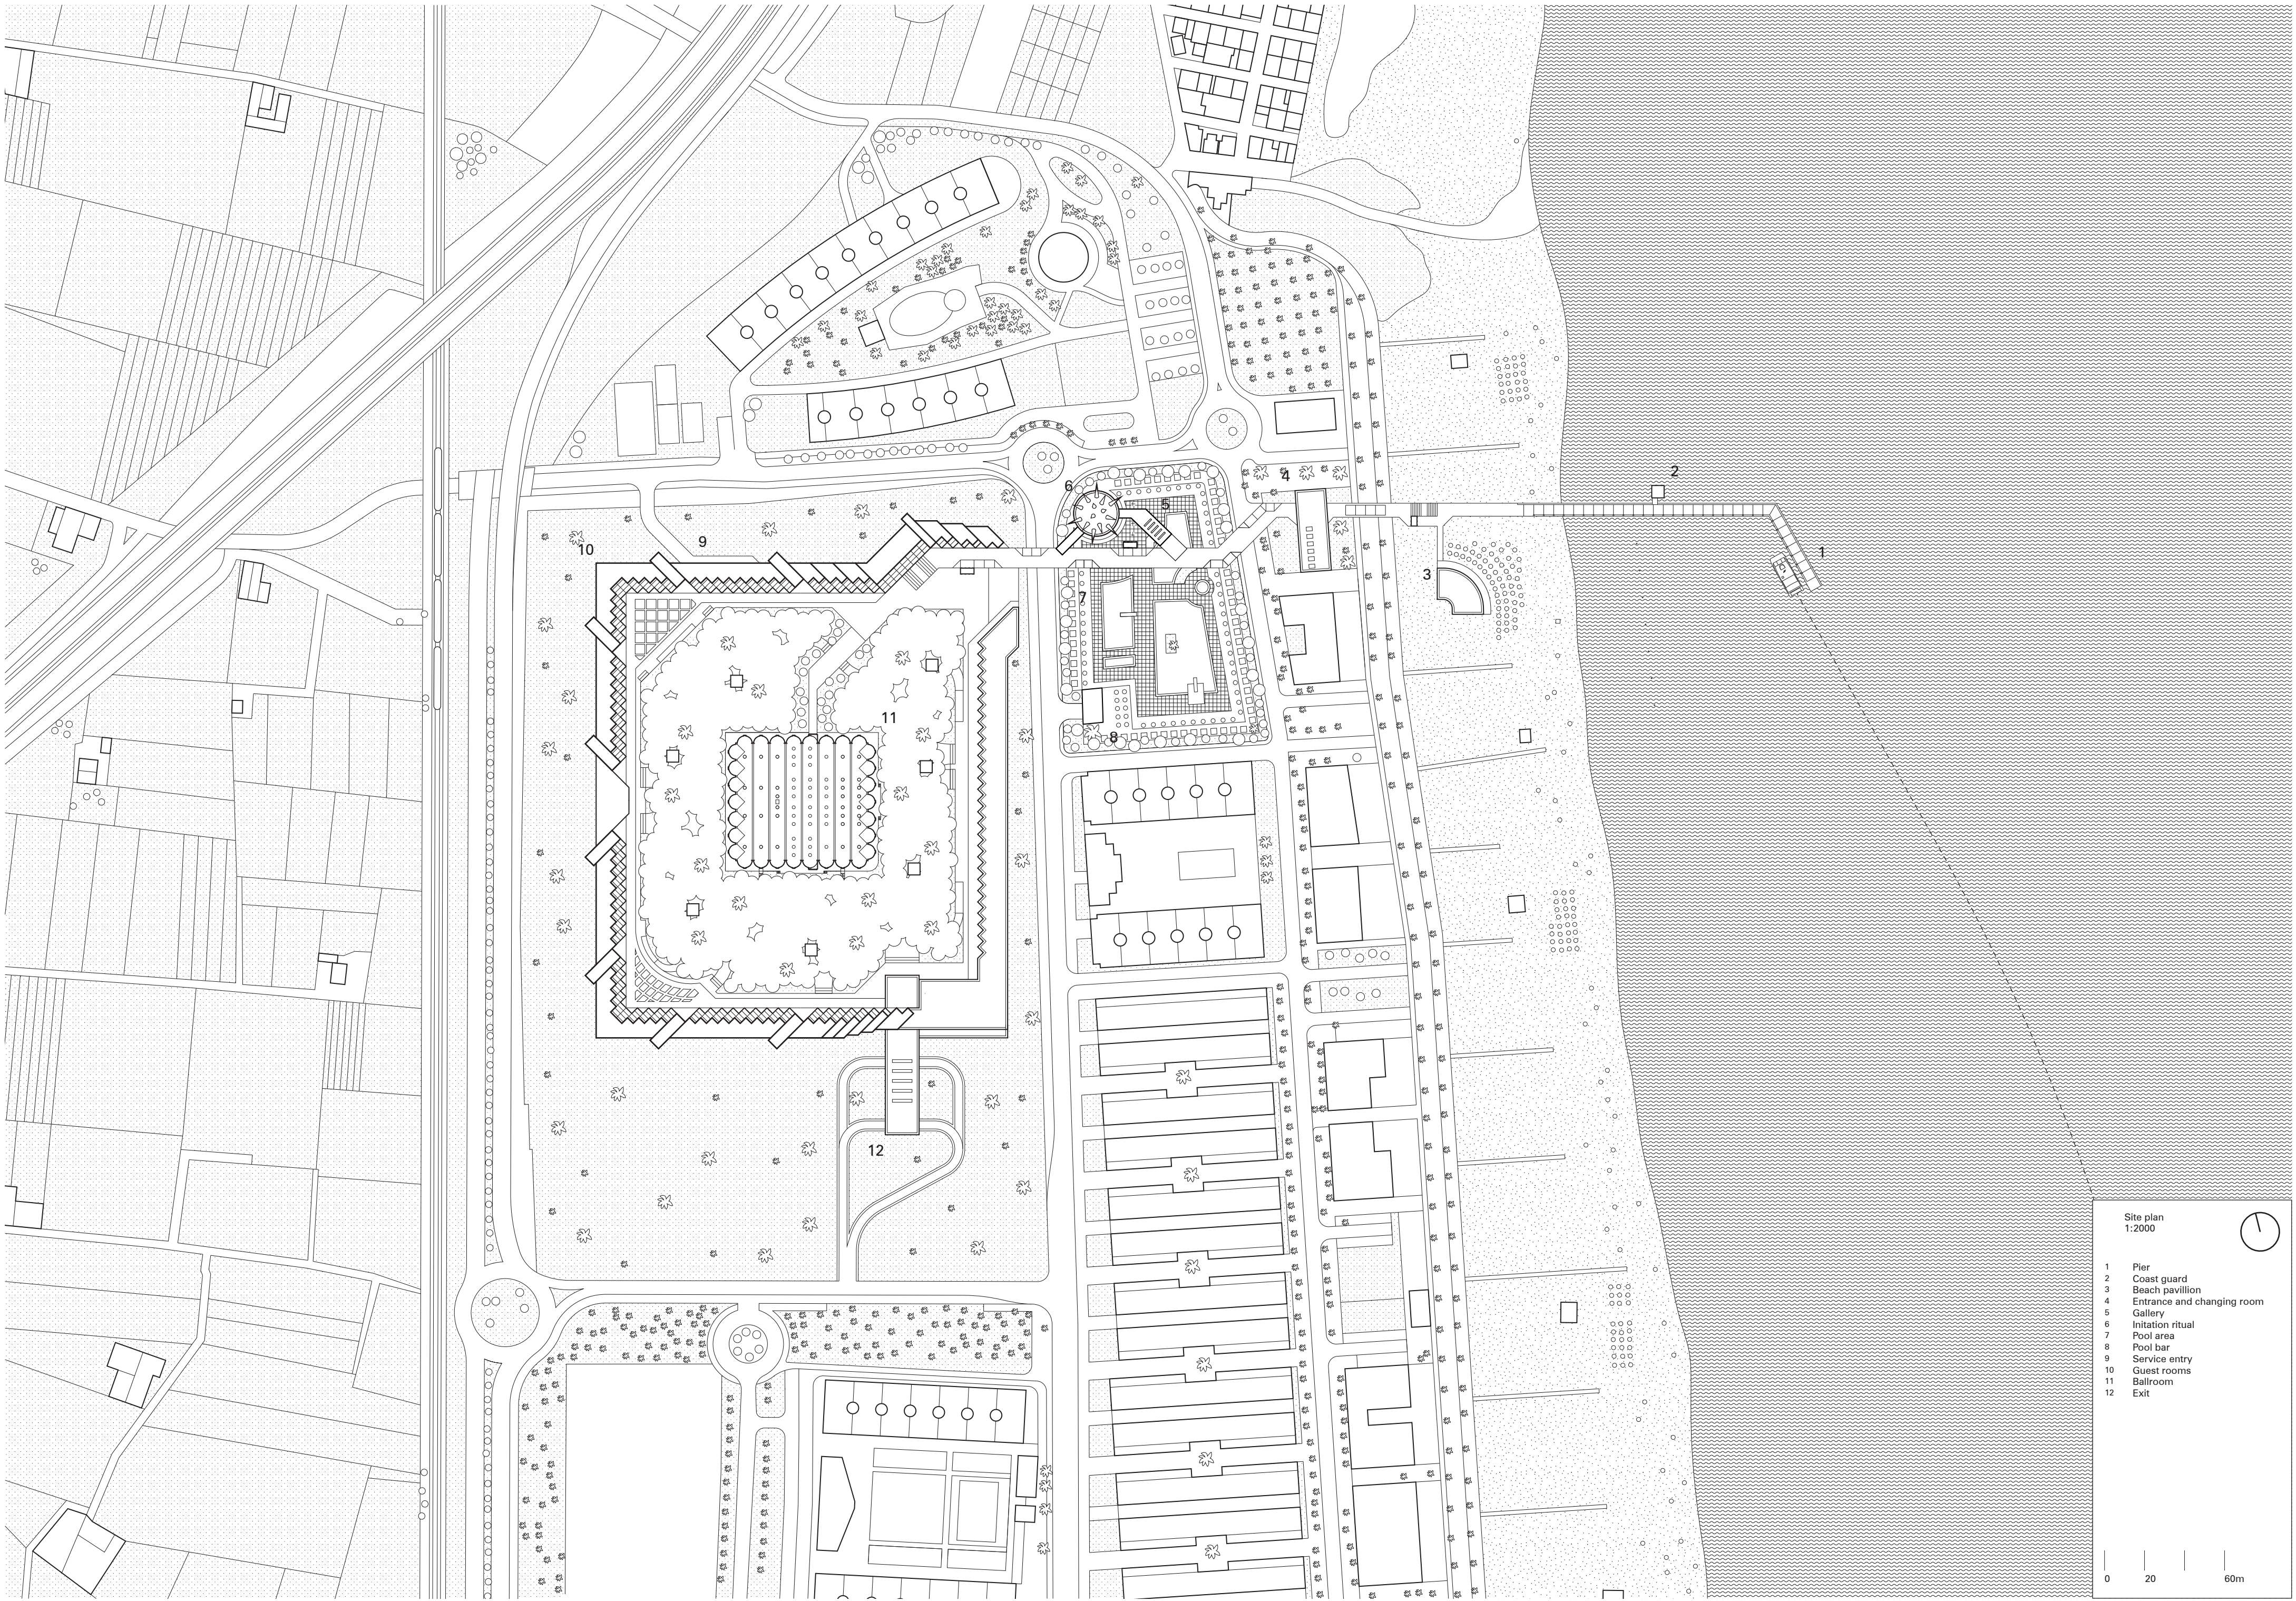 2
4
6
5
10
9
1
3
7
11
8
12
Site plan
1:2000
1 Pier
2 Coast guard
3 Beach pavillion
4 Entrance and changing room
5 Gallery
6 Initation ritual
7 Pool area
8 Pool bar
9 Service entry
10 Guest rooms
11 Ballroom
12 Exit
0 20 60m